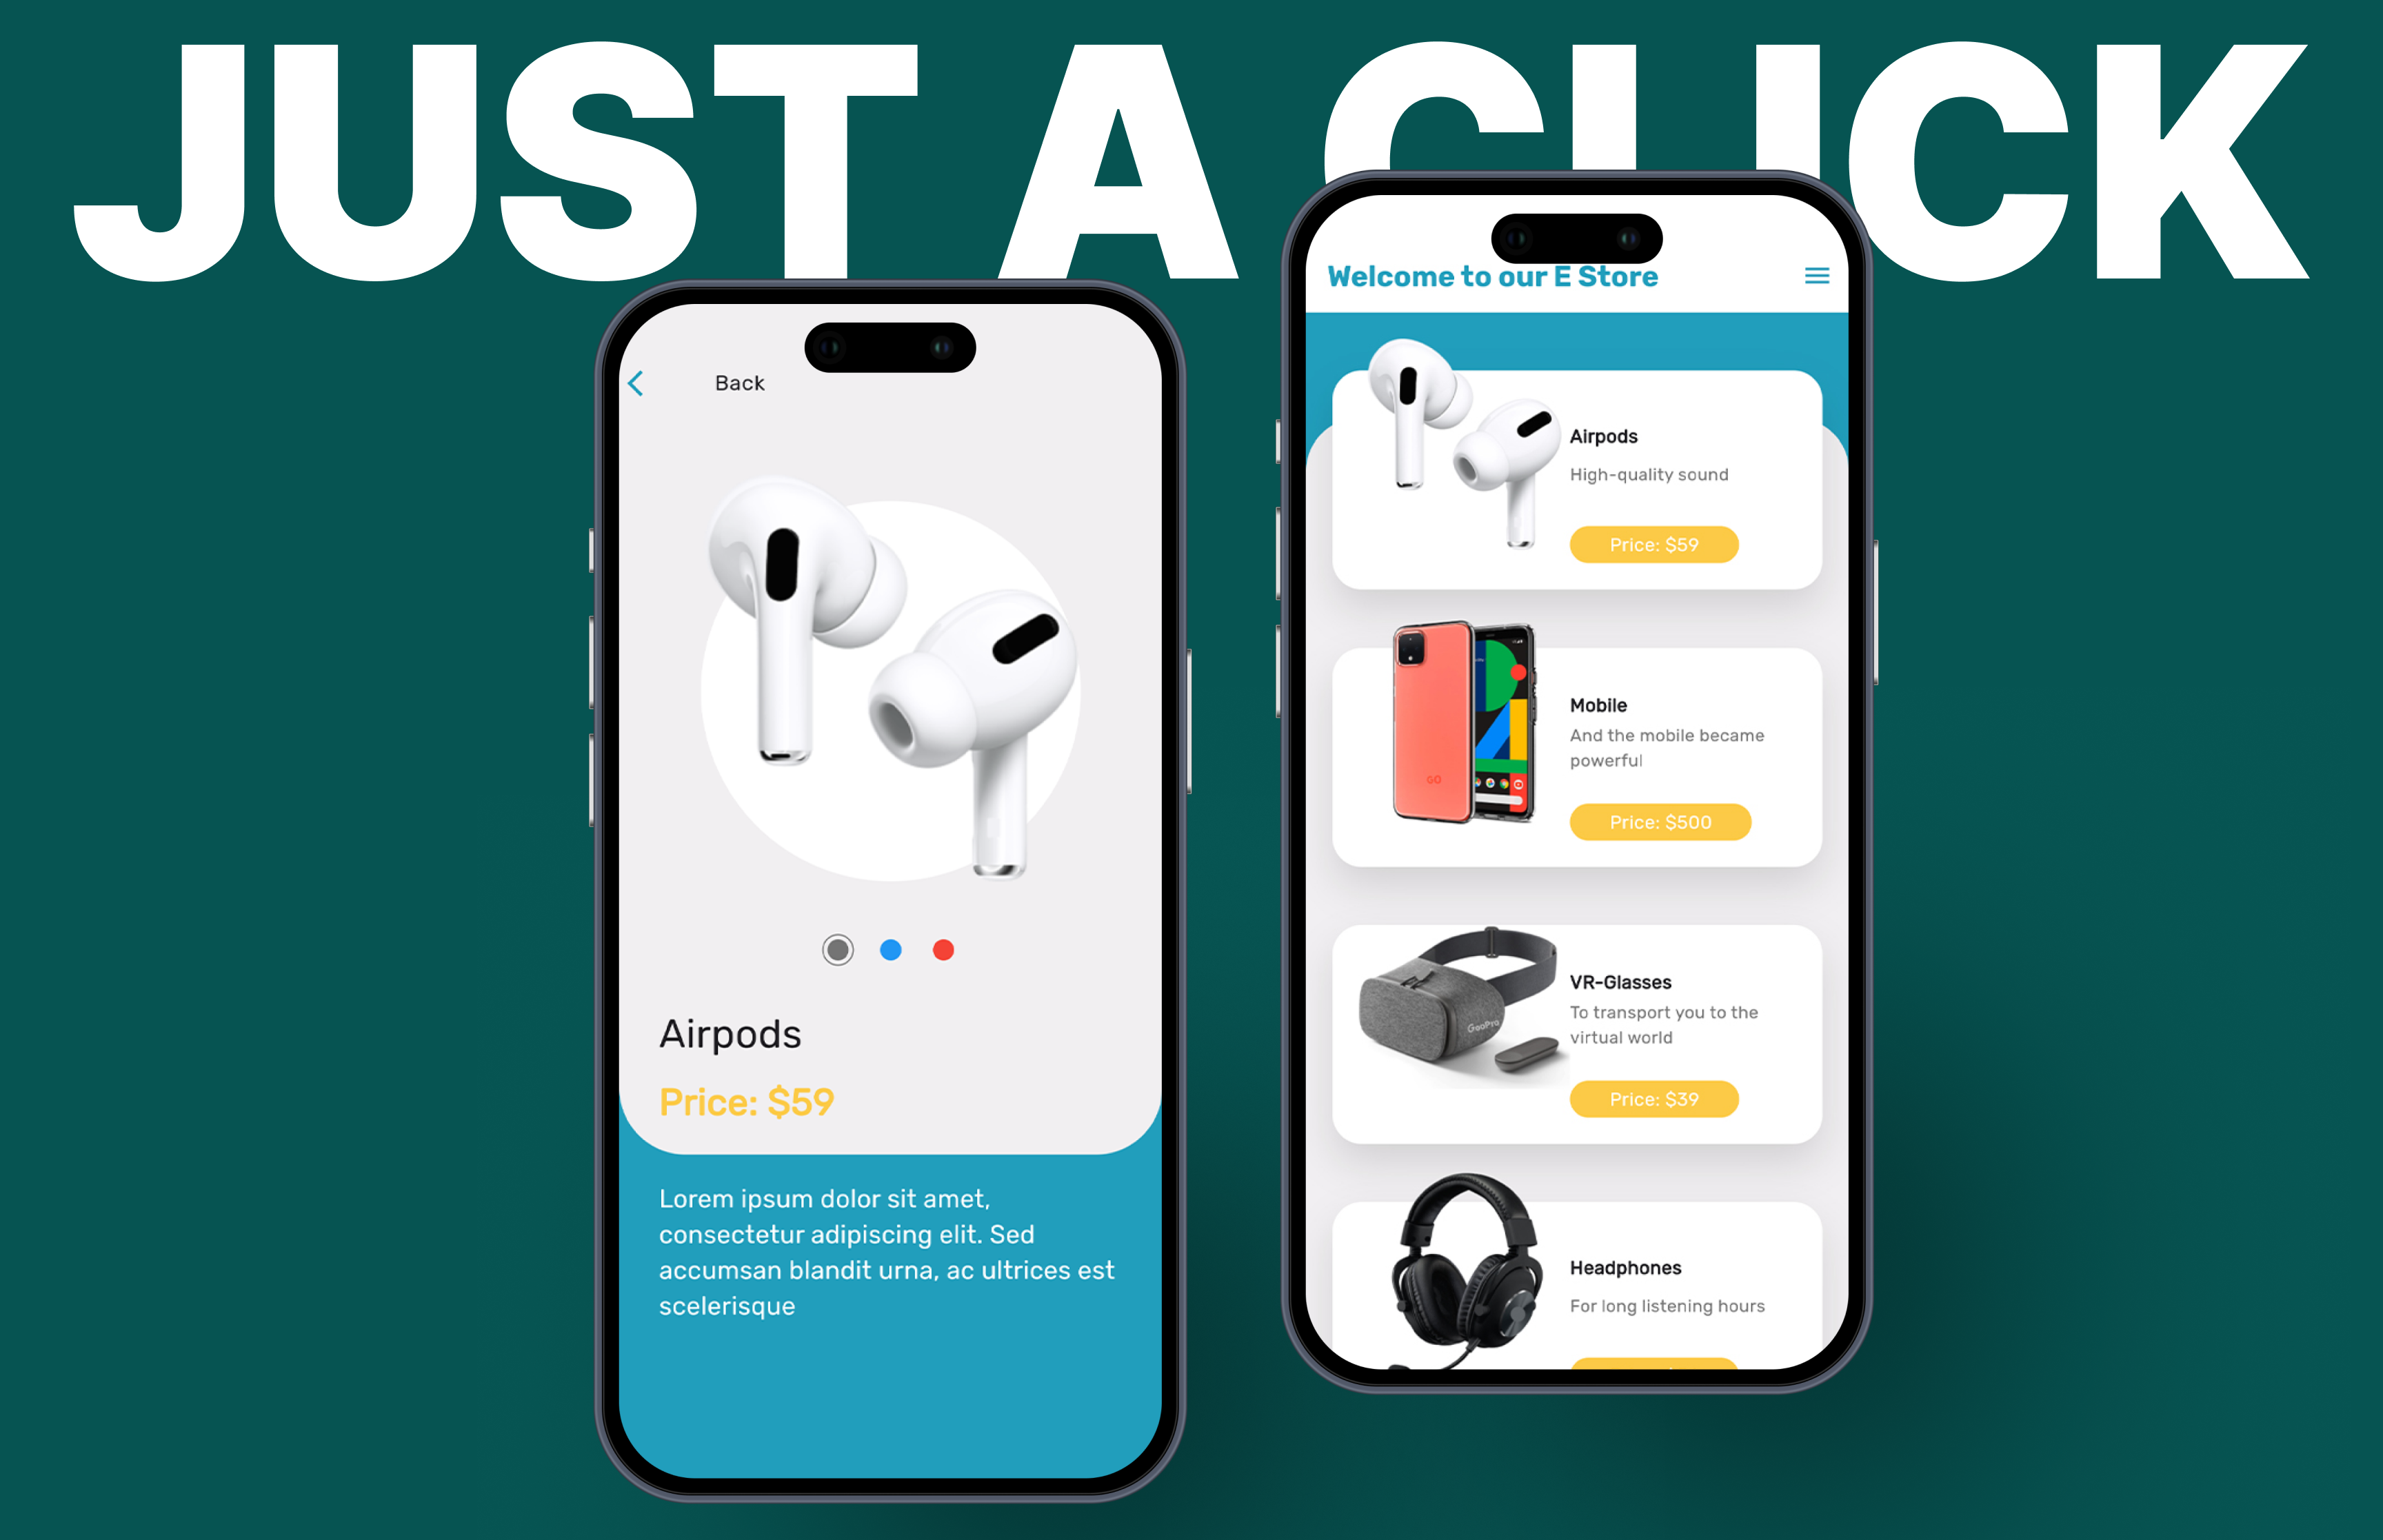 JUST A CLICK
Back
Airpods
Price: $59
Lorem ipsum dolor sit amet,
consectetur adipiscing elit. Sed
accumsan blandit urna, ac ultrices est
scelerisque
Welcome to our E Store
Airpods
High-quality sound
Price: $59
Mobile
And the mobile became
powerful
Price: $500
GO
VR-Glasses
To transport you to the
virtual world
Price: $39
GooPro
Headphones
For long listening hours